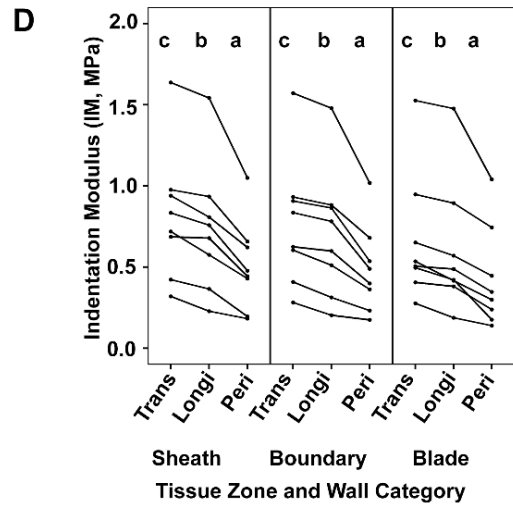 D
Indentation Modulus (IM, MPa)
2.0
1.5
1.0
0.5
0.0
c b a
c b a
c b a
Trans Longi Peri
Trans Longi Peri
Trans Longi Peri
Sheath Boundary Blade
Tissue Zone and Wall Category